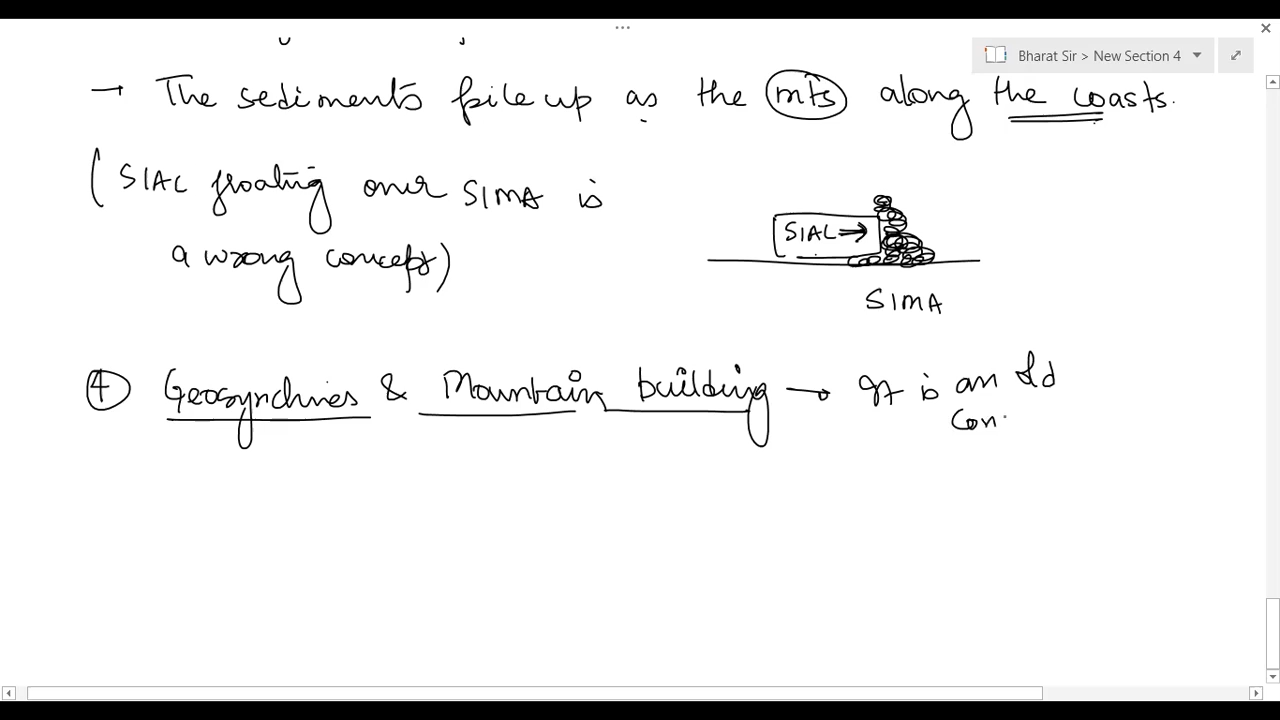 Bharat Sir > New Section 4
→ The sediments pile up as the mts along the coasts.
(SIAL floating over SIMA is
a wrong concept)
SIAL →
SIMA
④ Geosynclines & Mountain building → It is an old
con